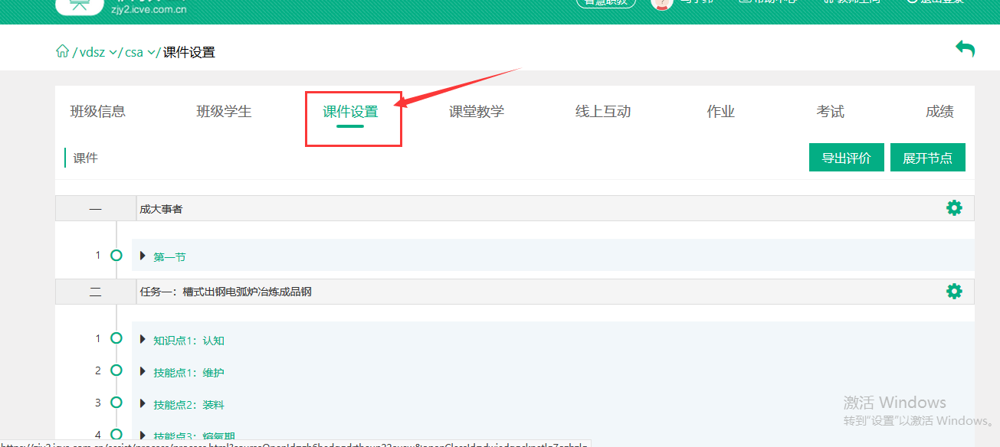 zjy2.icve.com.cn
智慧职教
/ vdsz / csa / 课件设置
班级信息 班级学生 课件设置 课堂教学 线上互动 作业 考试 成绩
课件 导出评价 展开节点
一 成大事者
1 第一节
二 任务一：槽式出钢电弧炉冶炼成品钢
1 知识点1：认知
2 技能点1：维护
3 技能点2：装料
4 技能点3：熔氧期
激活 Windows
转到"设置"以激活 Windows。